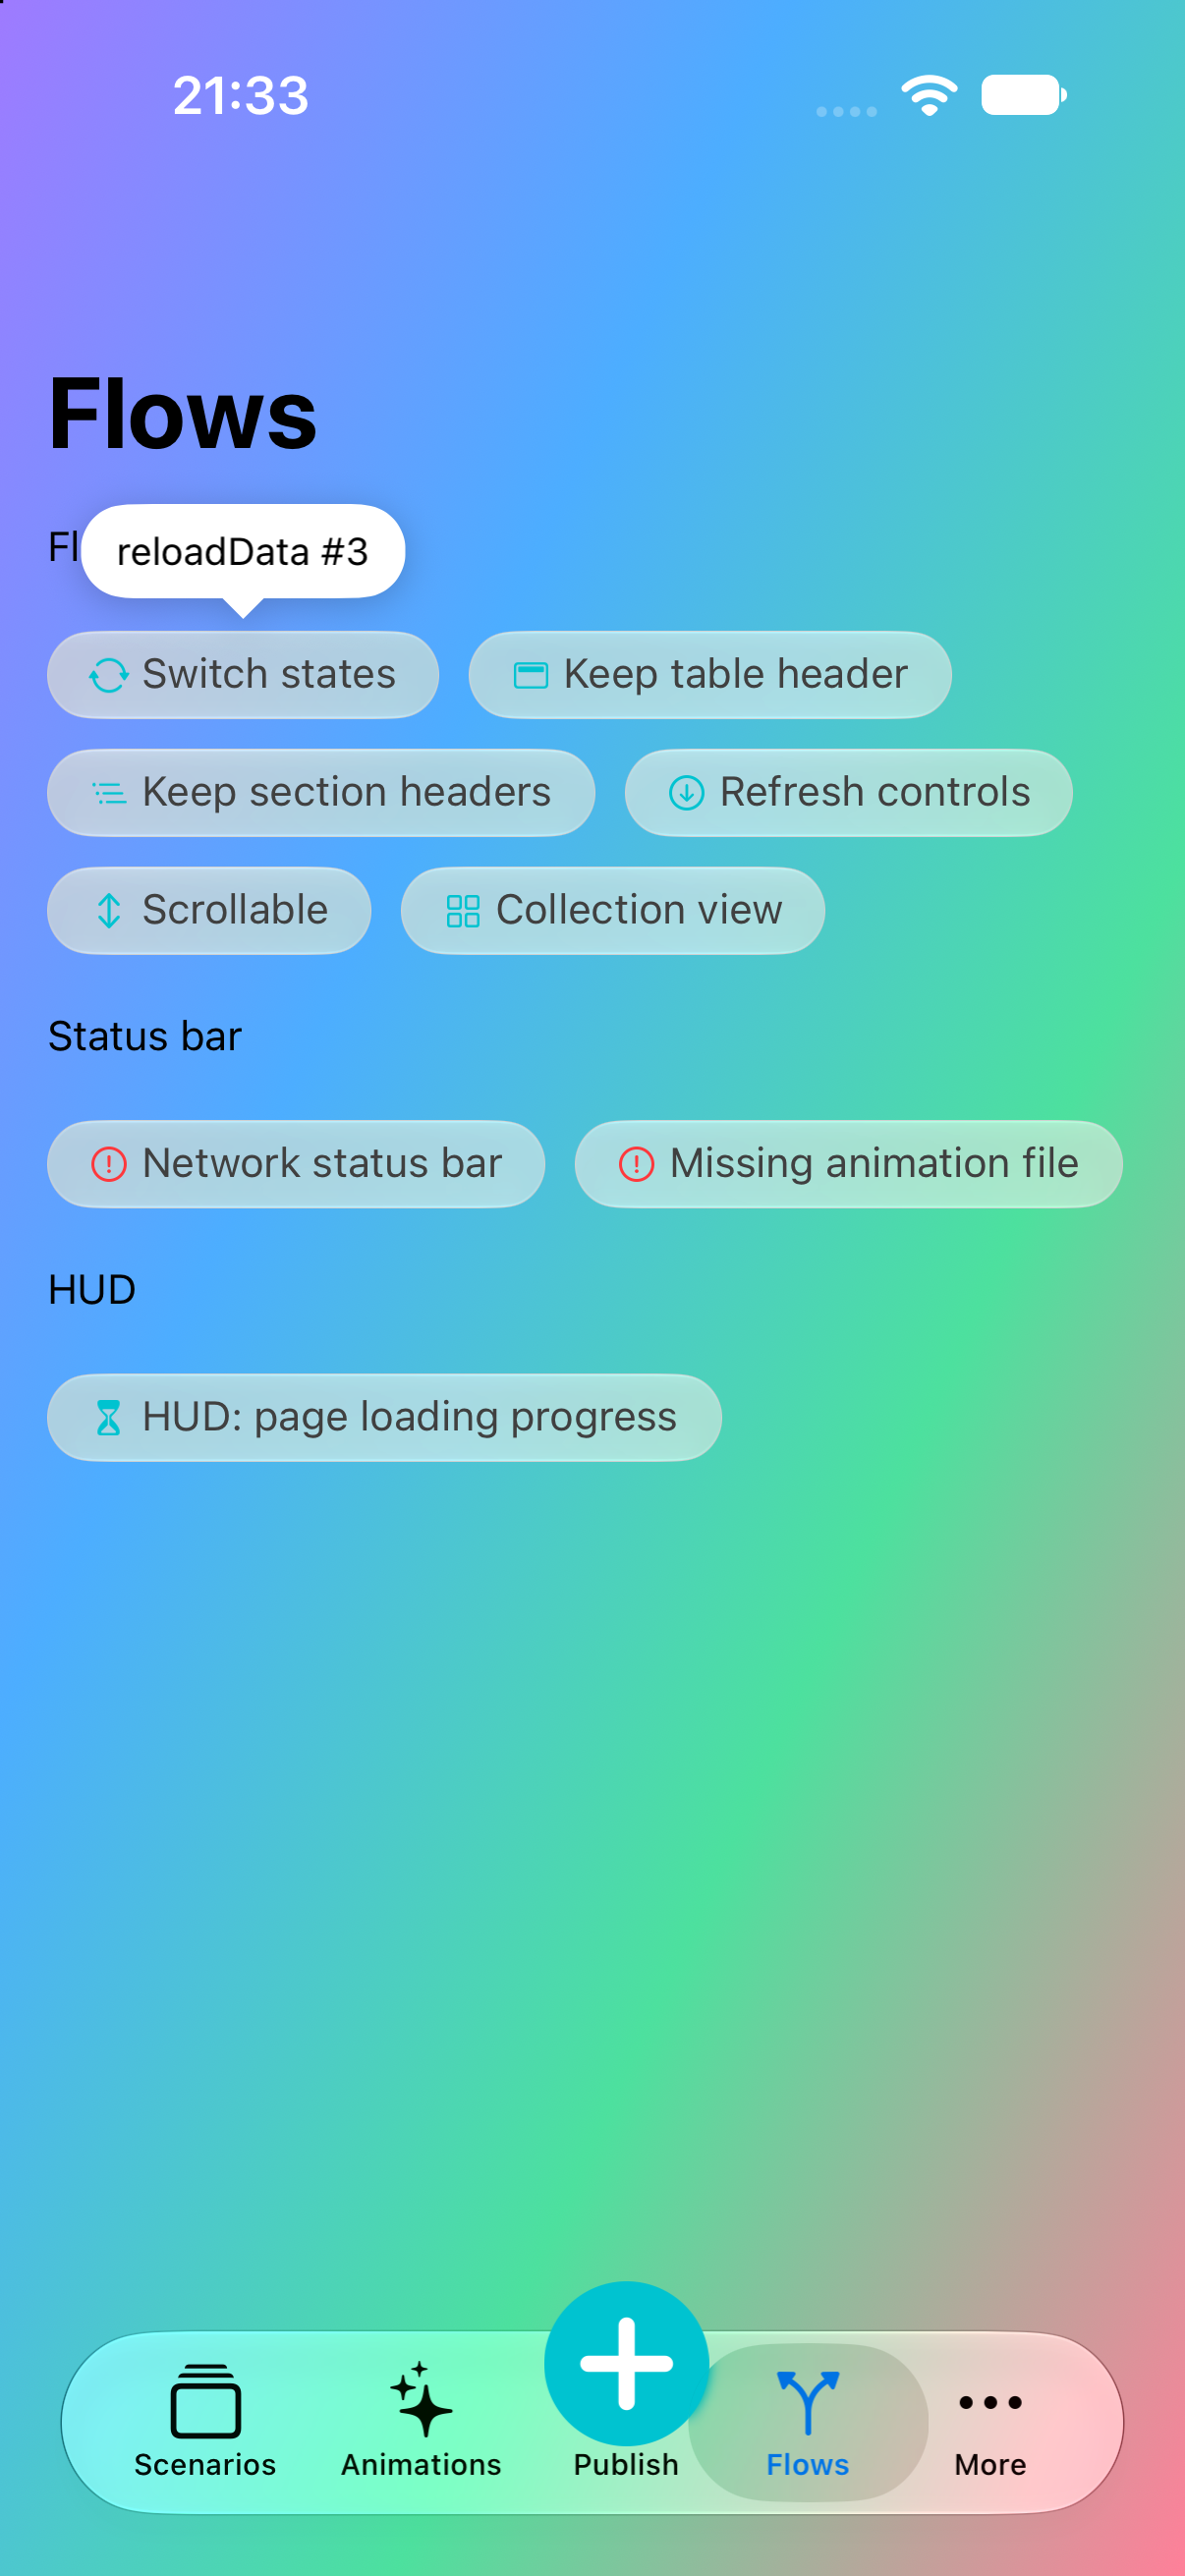 21:33
Flows
reloadData #3
Switch states
Keep table header
Keep section headers
Refresh controls
Scrollable
Collection view
Status bar
Network status bar
Missing animation file
HUD
HUD: page loading progress
Scenarios
Animations
Publish
Flows
More